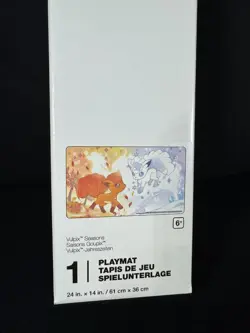 6+
Vulpix™ Seasons
Saisons Goupix™
Vulpix™-Jahreszeiten
1 PLAYMAT
TAPIS DE JEU
SPIELUNTERLAGE
24 in. x 14 in. / 61 cm x 36 cm